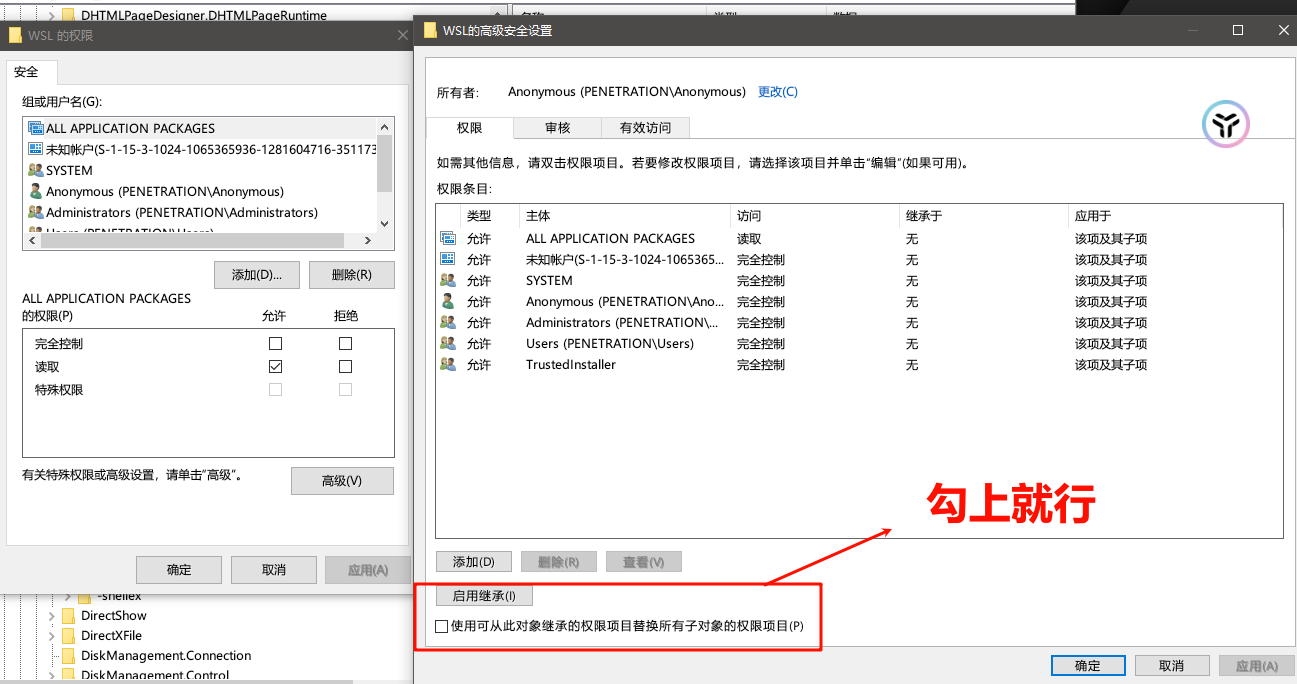 DHTMLPageDesigner.DHTMLPageRuntime
WSL 的权限
安全
组或用户名(G):
ALL APPLICATION PACKAGES
未知帐户(S-1-15-3-1024-1065365936-1281604716-351173
SYSTEM
Anonymous (PENETRATION\Anonymous)
Administrators (PENETRATION\Administrators)
Users (PENETRATION\Users)
添加(D)... 删除(R)
ALL APPLICATION PACKAGES
的权限(P) 允许 拒绝
完全控制
读取
特殊权限
有关特殊权限或高级设置，请单击"高级"。
高级(V)
确定 取消 应用(A)
-shellex
DirectShow
DirectXFile
DiskManagement.Connection
DiskManagement.Control
名称 类型 数据
WSL的高级安全设置
所有者: Anonymous (PENETRATION\Anonymous) 更改(C)
权限 审核 有效访问
如需其他信息，请双击权限项目。若要修改权限项目，请选择该项目并单击"编辑"(如果可用)。
权限条目:
类型 主体 访问 继承于 应用于
允许 ALL APPLICATION PACKAGES 读取 无 该项及其子项
允许 未知帐户(S-1-15-3-1024-1065365... 完全控制 无 该项及其子项
允许 SYSTEM 完全控制 无 该项及其子项
允许 Anonymous (PENETRATION\Ano... 完全控制 无 该项及其子项
允许 Administrators (PENETRATION\... 完全控制 无 该项及其子项
允许 Users (PENETRATION\Users) 完全控制 无 该项及其子项
允许 TrustedInstaller 完全控制 无 该项及其子项
勾上就行
添加(D) 删除(R) 查看(V)
启用继承(I)
使用可从此对象继承的权限项目替换所有子对象的权限项目(P)
确定 取消 应用(A)